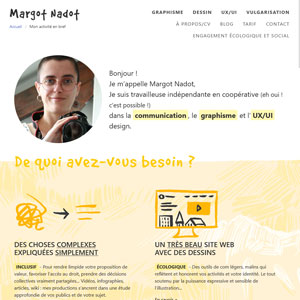 Margot Nadot
GRAPHISME DESSIN UX/UI VULGARISATION
À PROPOS/CV BLOG TARIF CONTACT
ENGAGEMENT ÉCOLOGIQUE ET SOCIAL
Accueil / Mon activité en bref
Bonjour !
Je m'appelle Margot Nadot,
Je suis travailleuse indépendante en coopérative (eh oui !
c'est possible !)
dans la communication, le graphisme et l' UX/UI
design.
De quoi avez-vous besoin ?
DES CHOSES COMPLEXES
EXPLIQUÉES SIMPLEMENT
INCLUSIF - Pour rendre limpide votre proposition de
valeur, favoriser l'accès au droit, prendre des décisions
collectives vraiment partagées... Vidéos, infographies,
articles, wiki : mes productions s'ancrent dans une étude
approfondie de vos publics et de votre sujet.
UN TRÈS BEAU SITE WEB
AVEC DES DESSINS
ÉCOLOGIQUE - Des outils de com légers, malins qui
reflètent et honorent vos activités et votre identité. Le tout
soutenu par la puissance expressive et sensible de
l'illustration...